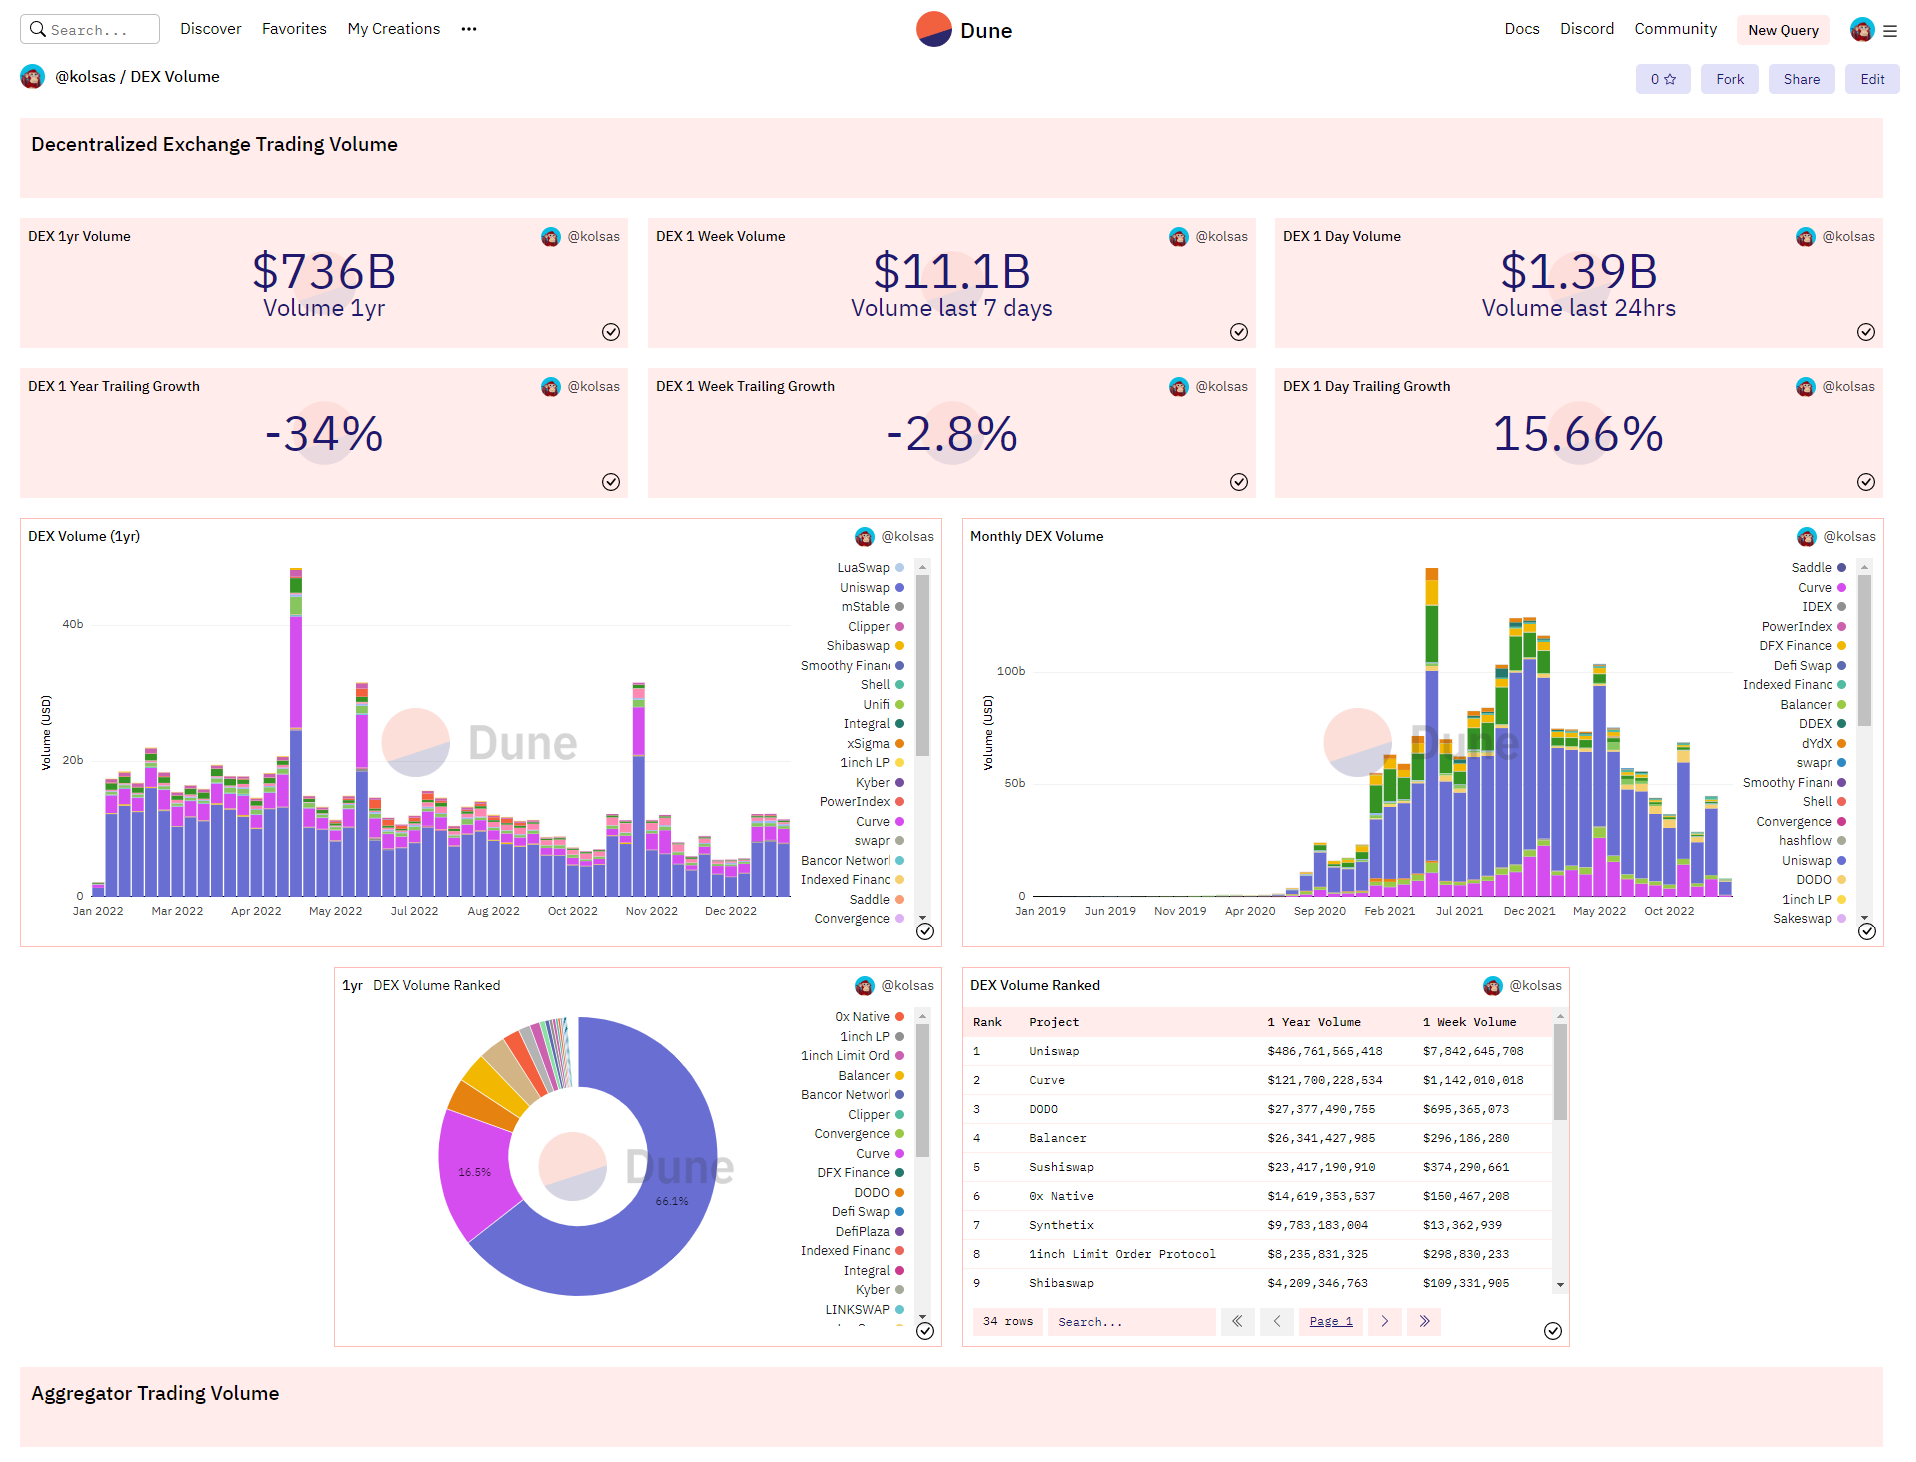 Search...
Discover
Favorites
My Creations
Dune
Docs
Discord
Community
New Query
@kolsas / DEX Volume
0
Fork
Share
Edit
Decentralized Exchange Trading Volume
DEX 1yr Volume
@kolsas
$736B
Volume 1yr
DEX 1 Week Volume
@kolsas
$11.1B
Volume last 7 days
DEX 1 Day Volume
@kolsas
$1.39B
Volume last 24hrs
DEX 1 Year Trailing Growth
@kolsas
-34%
DEX 1 Week Trailing Growth
@kolsas
-2.8%
DEX 1 Day Trailing Growth
@kolsas
15.66%
DEX Volume (1yr)
@kolsas
Volume (USD)
40b
20b
0
Jan 2022
Mar 2022
Apr 2022
May 2022
Jul 2022
Aug 2022
Oct 2022
Nov 2022
Dec 2022
Dune
LuaSwap
Uniswap
mStable
Clipper
Shibaswap
Smoothy Financ
Shell
Unifi
Integral
xSigma
1inch LP
Kyber
PowerIndex
Curve
swapr
Bancor Network
Indexed Financ
Saddle
Convergence
Monthly DEX Volume
@kolsas
Volume (USD)
100b
50b
0
Jan 2019
Jun 2019
Nov 2019
Apr 2020
Sep 2020
Feb 2021
Jul 2021
Dec 2021
May 2022
Oct 2022
Dune
Saddle
Curve
IDEX
PowerIndex
DFX Finance
Defi Swap
Indexed Financ
Balancer
DDEX
dYdX
swapr
Smoothy Financ
Shell
Convergence
hashflow
Uniswap
DODO
1inch LP
Sakeswap
1yr DEX Volume Ranked
@kolsas
16.5%
66.1%
Dune
0x Native
1inch LP
1inch Limit Ord
Balancer
Bancor Network
Clipper
Convergence
Curve
DFX Finance
DODO
Defi Swap
DefiPlaza
Indexed Financ
Integral
Kyber
LINKSWAP
DEX Volume Ranked
@kolsas
Rank Project 1 Year Volume 1 Week Volume
1 Uniswap $486,761,565,418 $7,842,645,708
2 Curve $121,700,228,534 $1,142,010,018
3 DODO $27,377,490,755 $695,365,073
4 Balancer $26,341,427,985 $296,186,280
5 Sushiswap $23,417,190,910 $374,290,661
6 0x Native $14,619,353,537 $150,467,208
7 Synthetix $9,783,183,004 $13,362,939
8 1inch Limit Order Protocol $8,235,831,325 $298,830,233
9 Shibaswap $4,209,346,763 $109,331,905
34 rows
Search...
Page 1
Aggregator Trading Volume